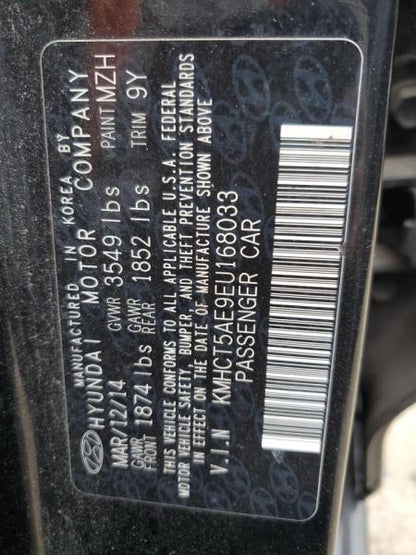 MANUFACTURED IN KOREA BY
HYUNDAI MOTOR COMPANY
MAR/12/14 GVWR 3549 lbs PAINT MZH
GAWR FRONT 1874 lbs GAWR REAR 1852 lbs TRIM 9Y
THIS VEHICLE CONFORMS TO ALL APPLICABLE U.S.A. FEDERAL
MOTOR VEHICLE SAFETY, BUMPER, AND THEFT PREVENTION STANDARDS
IN EFFECT ON THE DATE OF MANUFACTURE SHOWN ABOVE
V.I.N KMHCT5AE9EU168033
PASSENGER CAR